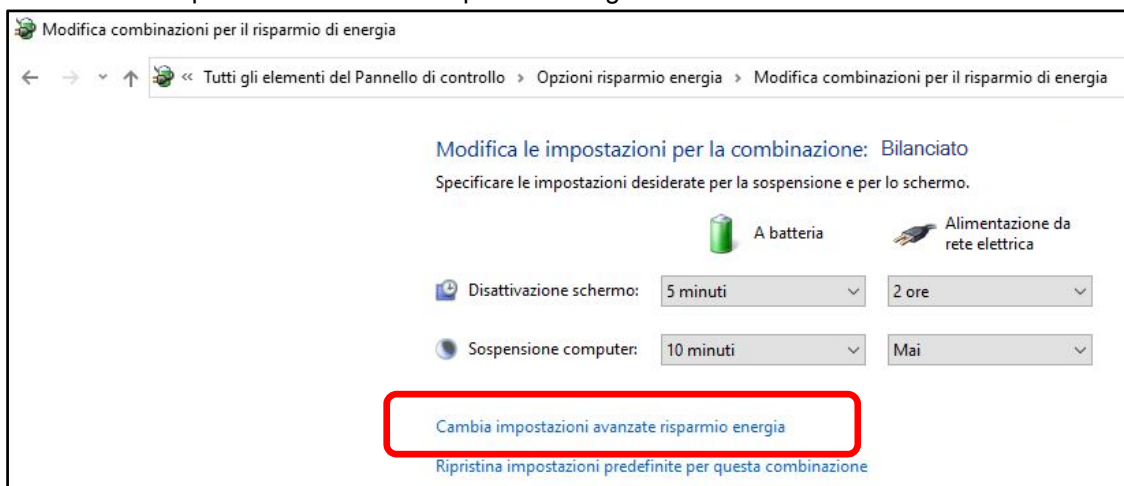 Modifica combinazioni per il risparmio di energia
« Tutti gli elementi del Pannello di controllo > Opzioni risparmio energia > Modifica combinazioni per il risparmio di energia
Modifica le impostazioni per la combinazione: Bilanciato
Specificare le impostazioni desiderate per la sospensione e per lo schermo.
A batteria
Alimentazione da
rete elettrica
Disattivazione schermo: 5 minuti 2 ore
Sospensione computer: 10 minuti Mai
Cambia impostazioni avanzate risparmio energia
Ripristina impostazioni predefinite per questa combinazione